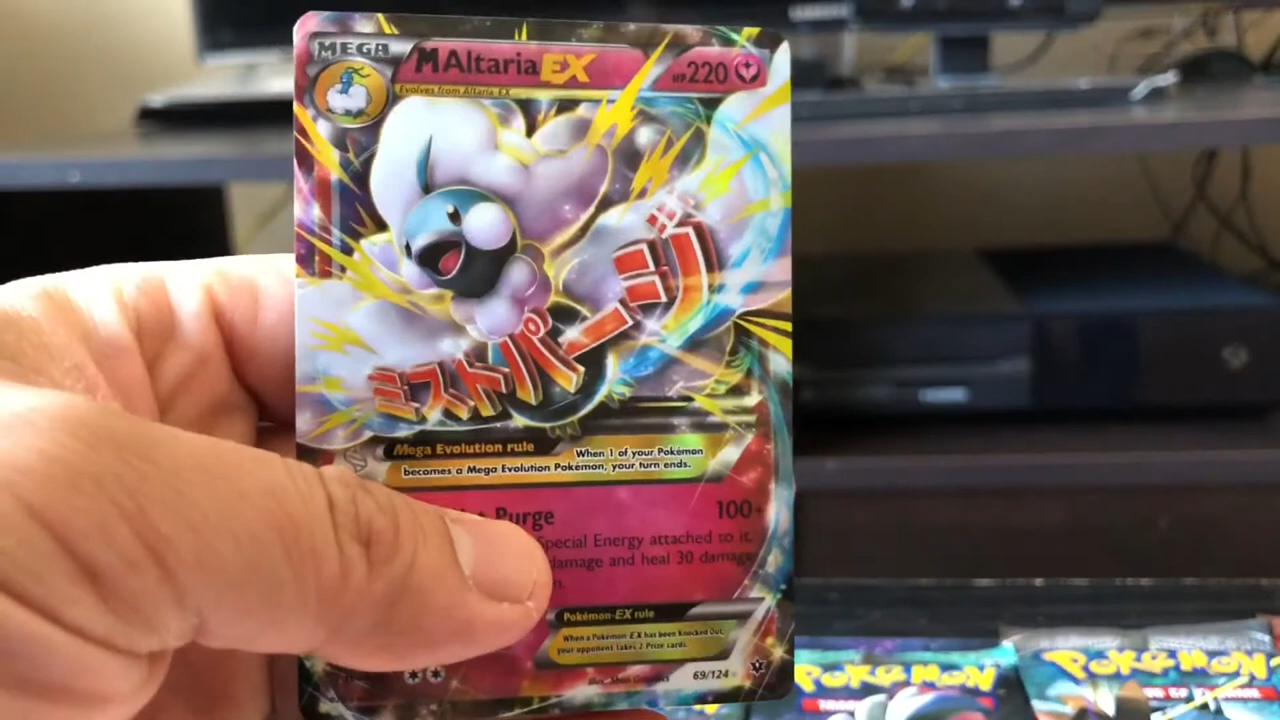 MEGA
M Altaria EX
HP 220
Evolves from Altaria-EX
ミストパージ
Mega Evolution rule
When 1 of your Pokémon
becomes a Mega Evolution Pokémon, your turn ends.
Purge 100+
Special Energy attached to it,
damage and heal 30 damage
Pokémon-EX rule
When a Pokémon-EX has been Knocked Out,
your opponent takes 2 Prize cards.
69/124
POKéMON
POKéMON